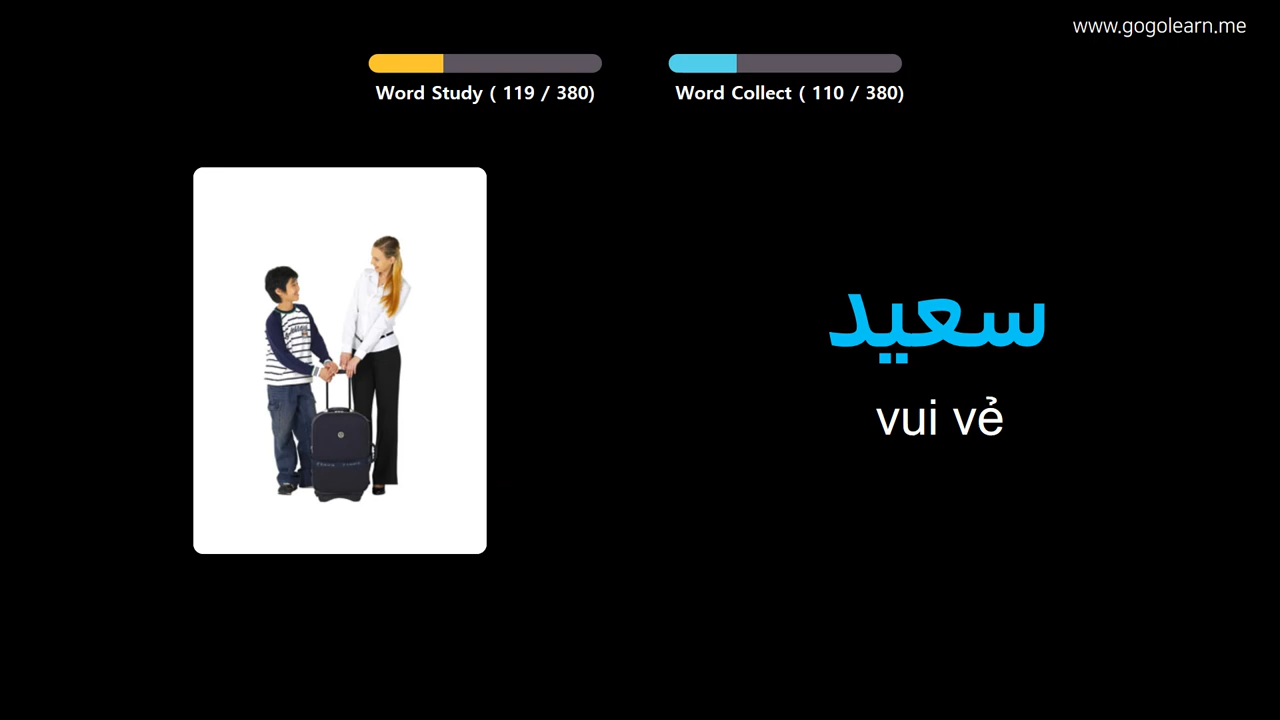 www.gogolearn.me
Word Study ( 119 / 380)
Word Collect ( 110 / 380)
سعيد
vui vẻ